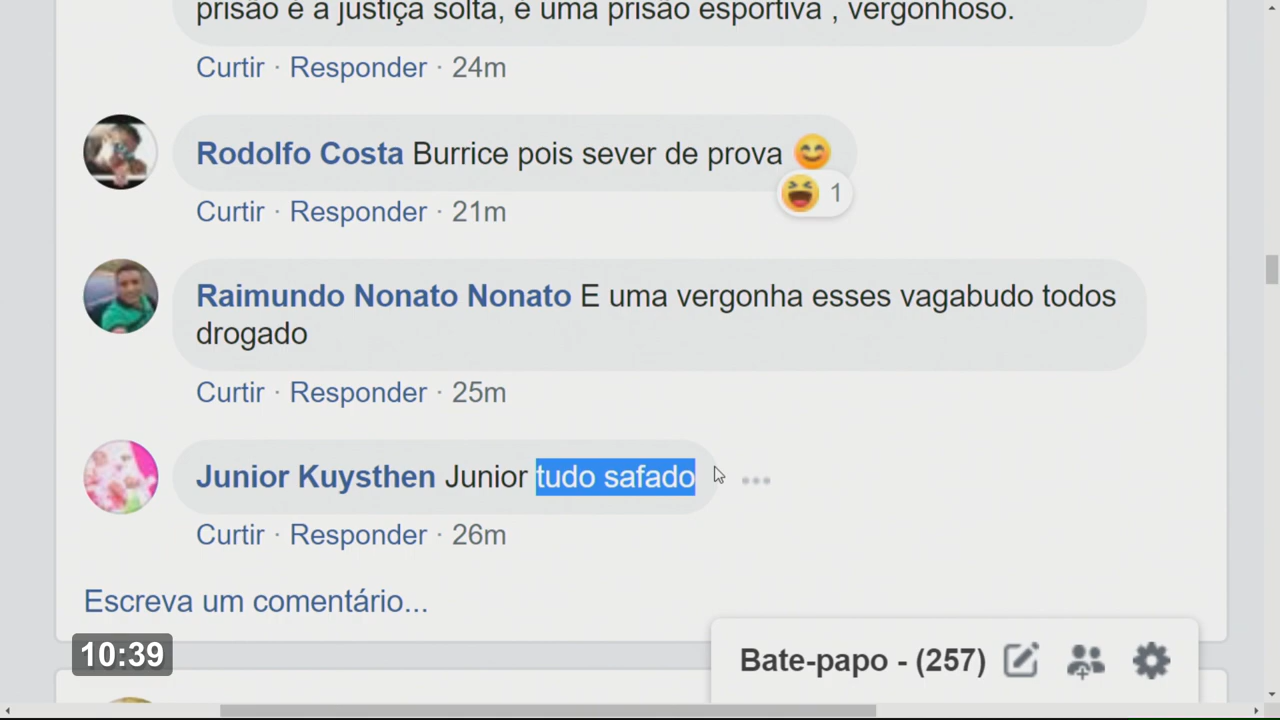 prisão e a justiça solta, é uma prisão esportiva , vergonhoso.
Curtir · Responder · 24m
Rodolfo Costa Burrice pois sever de prova 😊
1
Curtir · Responder · 21m
Raimundo Nonato Nonato E uma vergonha esses vagabudo todos
drogado
Curtir · Responder · 25m
Junior Kuysthen Junior tudo safado
Curtir · Responder · 26m
Escreva um comentário...
10:39
Bate-papo - (257)